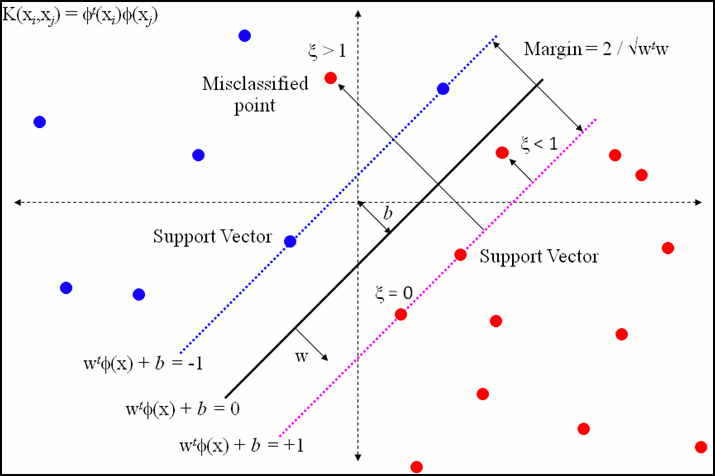 K(xᵢ,xⱼ) = ϕᵗ(xᵢ)ϕ(xⱼ)
ξ > 1
Margin = 2 / √wᵗw
Misclassified
point
ξ < 1
b
Support Vector
Support Vector
ξ = 0
w
wᵗϕ(x) + b = -1
wᵗϕ(x) + b = 0
wᵗϕ(x) + b = +1